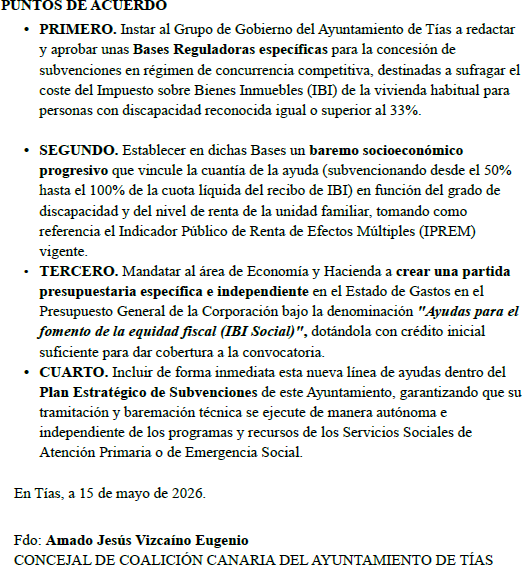 PUNTOS DE ACUERDO
• PRIMERO. Instar al Grupo de Gobierno del Ayuntamiento de Tías a redactar
y aprobar unas Bases Reguladoras específicas para la concesión de
subvenciones en régimen de concurrencia competitiva, destinadas a sufragar el
coste del Impuesto sobre Bienes Inmuebles (IBI) de la vivienda habitual para
personas con discapacidad reconocida igual o superior al 33%.
• SEGUNDO. Establecer en dichas Bases un baremo socioeconómico
progresivo que vincule la cuantía de la ayuda (subvencionando desde el 50%
hasta el 100% de la cuota líquida del recibo de IBI) en función del grado de
discapacidad y del nivel de renta de la unidad familiar, tomando como
referencia el Indicador Público de Renta de Efectos Múltiples (IPREM)
vigente.
• TERCERO. Mandatar al área de Economía y Hacienda a crear una partida
presupuestaria específica e independiente en el Estado de Gastos en el
Presupuesto General de la Corporación bajo la denominación "Ayudas para el
fomento de la equidad fiscal (IBI Social)", dotándola con crédito inicial
suficiente para dar cobertura a la convocatoria.
• CUARTO. Incluir de forma inmediata esta nueva línea de ayudas dentro del
Plan Estratégico de Subvenciones de este Ayuntamiento, garantizando que su
tramitación y baremación técnica se ejecute de manera autónoma e
independiente de los programas y recursos de los Servicios Sociales de
Atención Primaria o de Emergencia Social.
En Tías, a 15 de mayo de 2026.
Fdo: Amado Jesús Vizcaíno Eugenio
CONCEJAL DE COALICIÓN CANARIA DEL AYUNTAMIENTO DE TÍAS